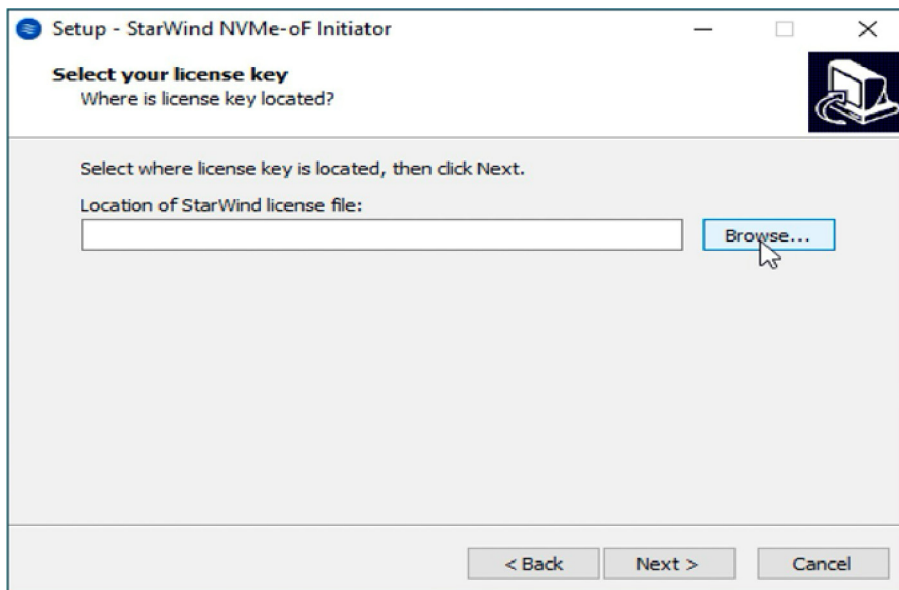 Setup - StarWind NVMe-oF Initiator
Select your license key
Where is license key located?
Select where license key is located, then click Next.
Location of StarWind license file:
Browse...
< Back
Next >
Cancel